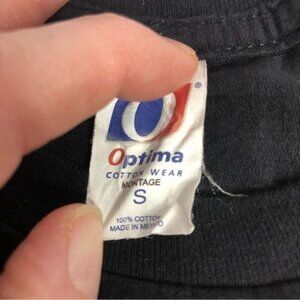 O
®
Optima
COTTON WEAR
MONTAGE
S
100% COTTON
MADE IN MEXICO